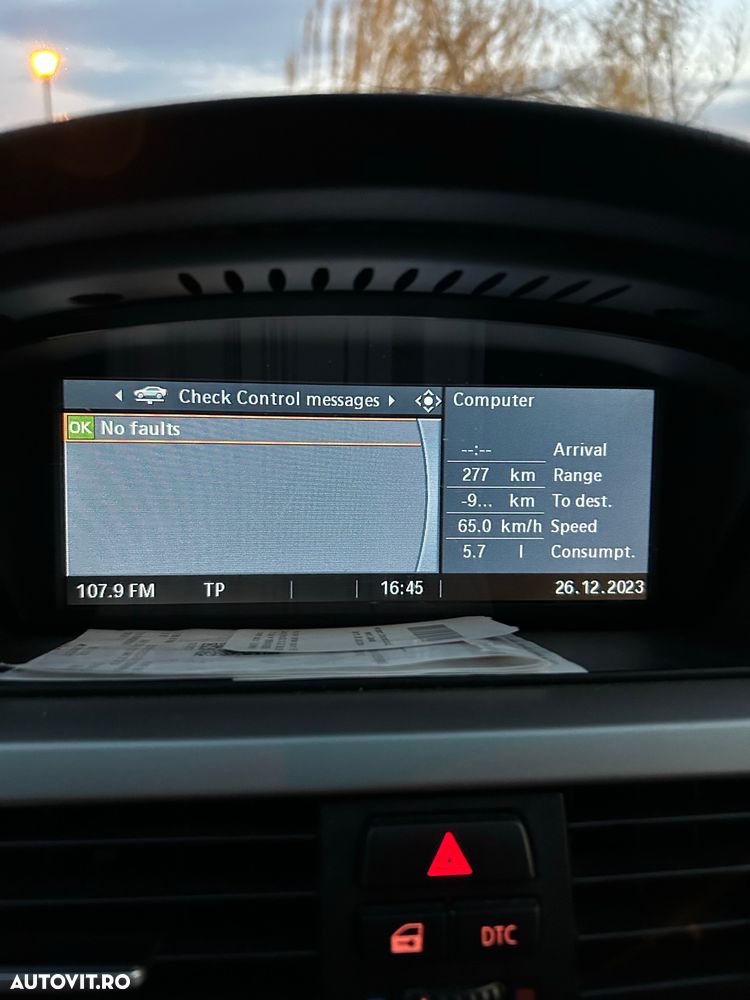 Check Control messages
OK No faults
Computer
--:-- Arrival
277 km Range
-9... km To dest.
65.0 km/h Speed
5.7 l Consumpt.
107.9 FM TP 16:45 26.12.2023
DTC
AUTOVIT.RO